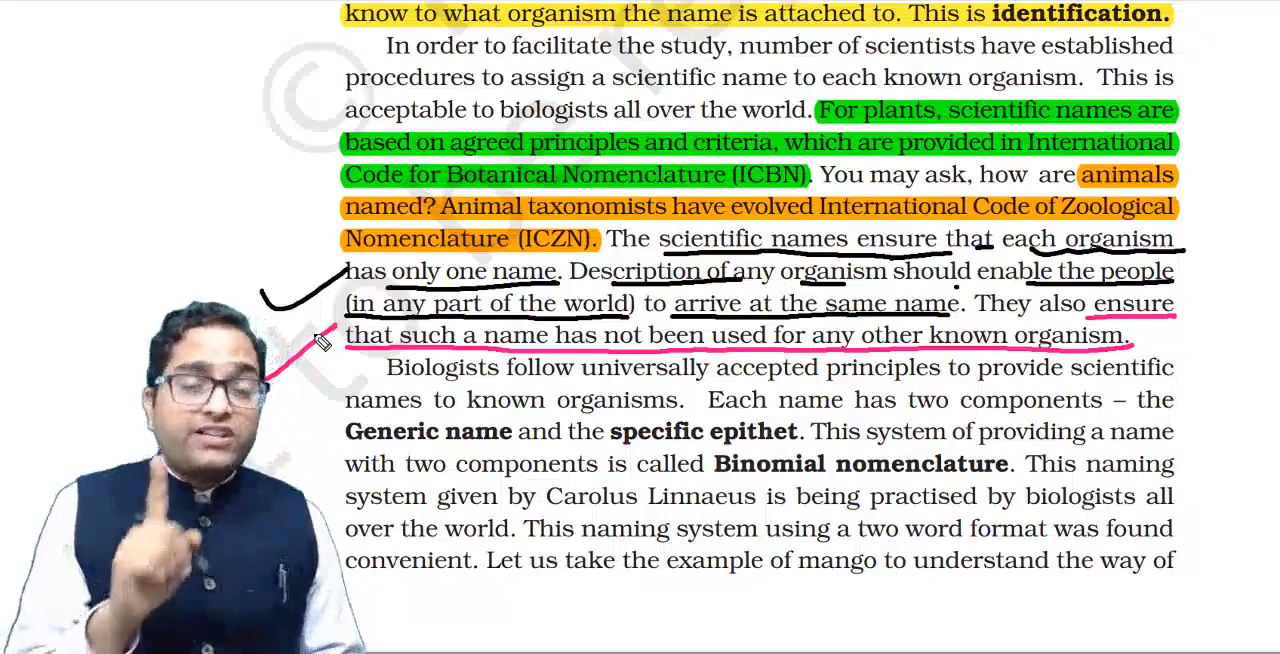 know to what organism the name is attached to. This is identification.
In order to facilitate the study, number of scientists have established
procedures to assign a scientific name to each known organism. This is
acceptable to biologists all over the world. For plants, scientific names are
based on agreed principles and criteria, which are provided in International
Code for Botanical Nomenclature (ICBN). You may ask, how are animals
named? Animal taxonomists have evolved International Code of Zoological
Nomenclature (ICZN). The scientific names ensure that each organism
has only one name. Description of any organism should enable the people
(in any part of the world) to arrive at the same name. They also ensure
that such a name has not been used for any other known organism.
Biologists follow universally accepted principles to provide scientific
names to known organisms. Each name has two components – the
Generic name and the specific epithet. This system of providing a name
with two components is called Binomial nomenclature. This naming
system given by Carolus Linnaeus is being practised by biologists all
over the world. This naming system using a two word format was found
convenient. Let us take the example of mango to understand the way of